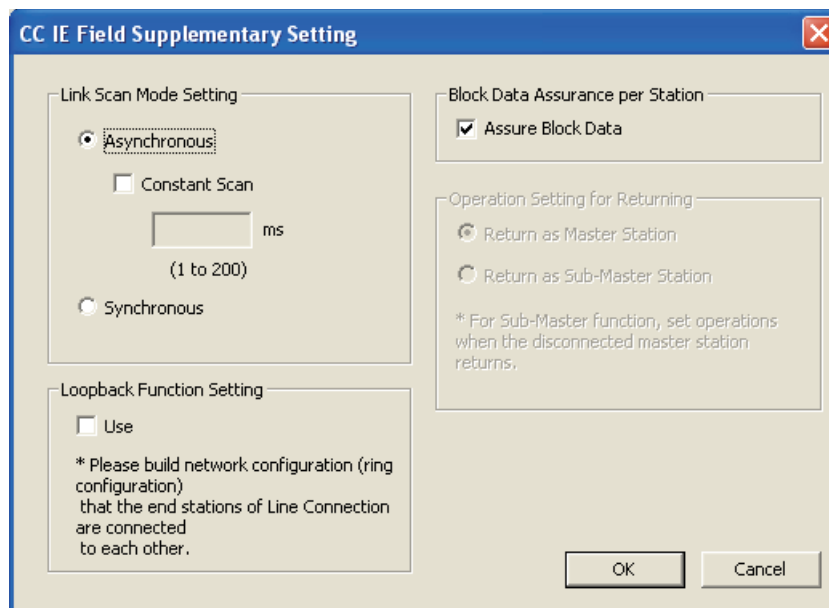 CC IE Field Supplementary Setting
Link Scan Mode Setting
Asynchronous
Constant Scan
ms
(1 to 200)
Synchronous
Loopback Function Setting
Use
* Please build network configuration (ring
configuration)
that the end stations of Line Connection
are connected
to each other.
Block Data Assurance per Station
Assure Block Data
Operation Setting for Returning
Return as Master Station
Return as Sub-Master Station
* For Sub-Master function, set operations
when the disconnected master station
returns.
OK
Cancel